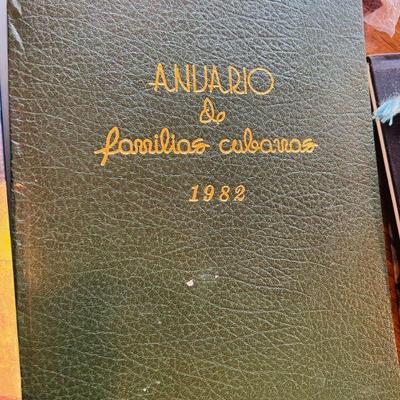 ANUARIO
de
familias cubanas
1982